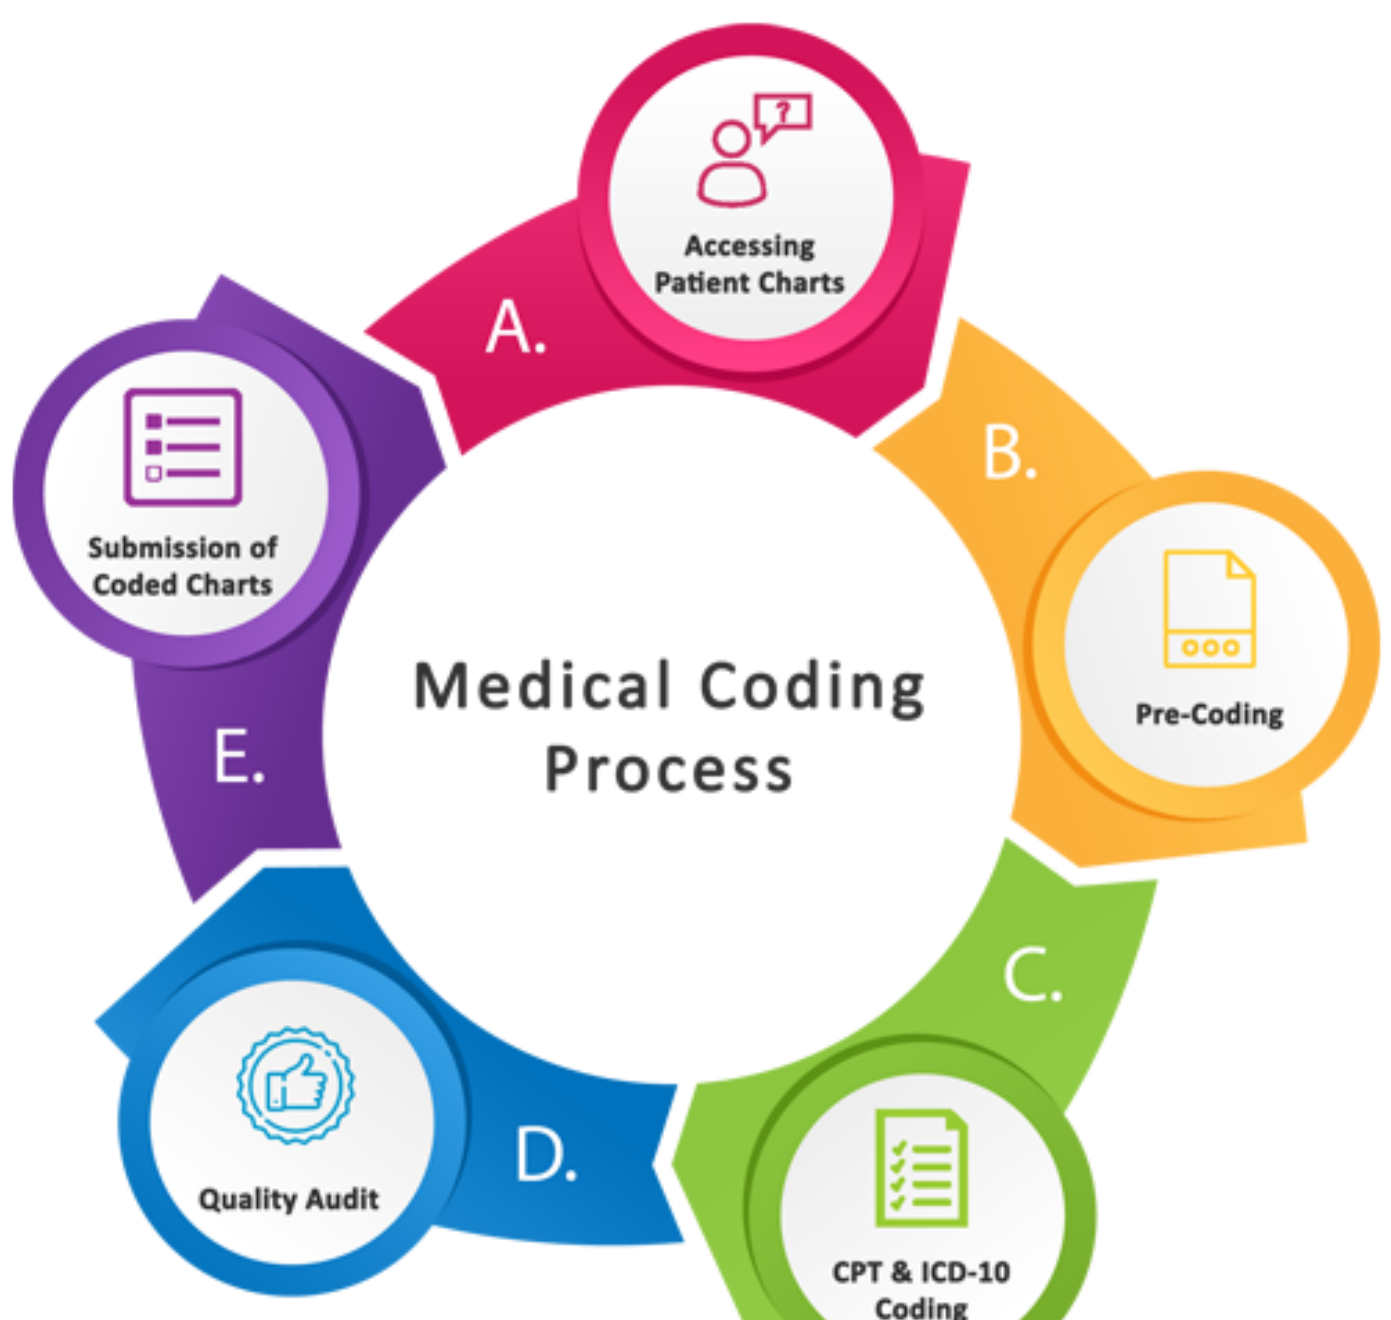 ?
Accessing
Patient Charts
A.
B.
Pre-Coding
C.
CPT & ICD-10
Coding
D.
Quality Audit
E.
Submission of
Coded Charts
Medical Coding
Process